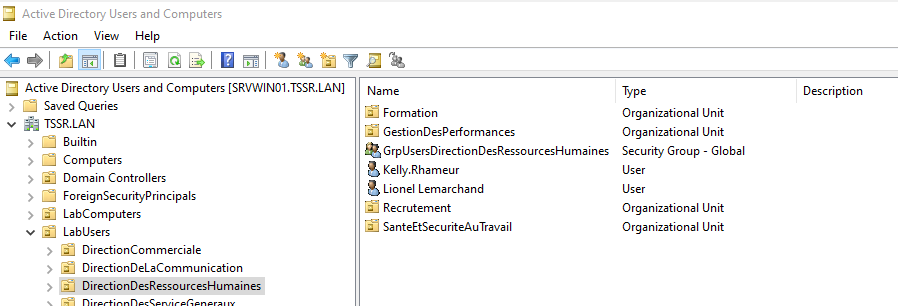 Active Directory Users and Computers
File Action View Help
Active Directory Users and Computers [SRVWIN01.TSSR.LAN]
Saved Queries
TSSR.LAN
Builtin
Computers
Domain Controllers
ForeignSecurityPrincipals
LabComputers
LabUsers
DirectionCommerciale
DirectionDeLaCommunication
DirectionDesRessourcesHumaines
DirectionDesServiceGeneraux
Name Type Description
Formation Organizational Unit
GestionDesPerformances Organizational Unit
GrpUsersDirectionDesRessourcesHumaines Security Group - Global
Kelly.Rhameur User
Lionel Lemarchand User
Recrutement Organizational Unit
SanteEtSecuriteAuTravail Organizational Unit